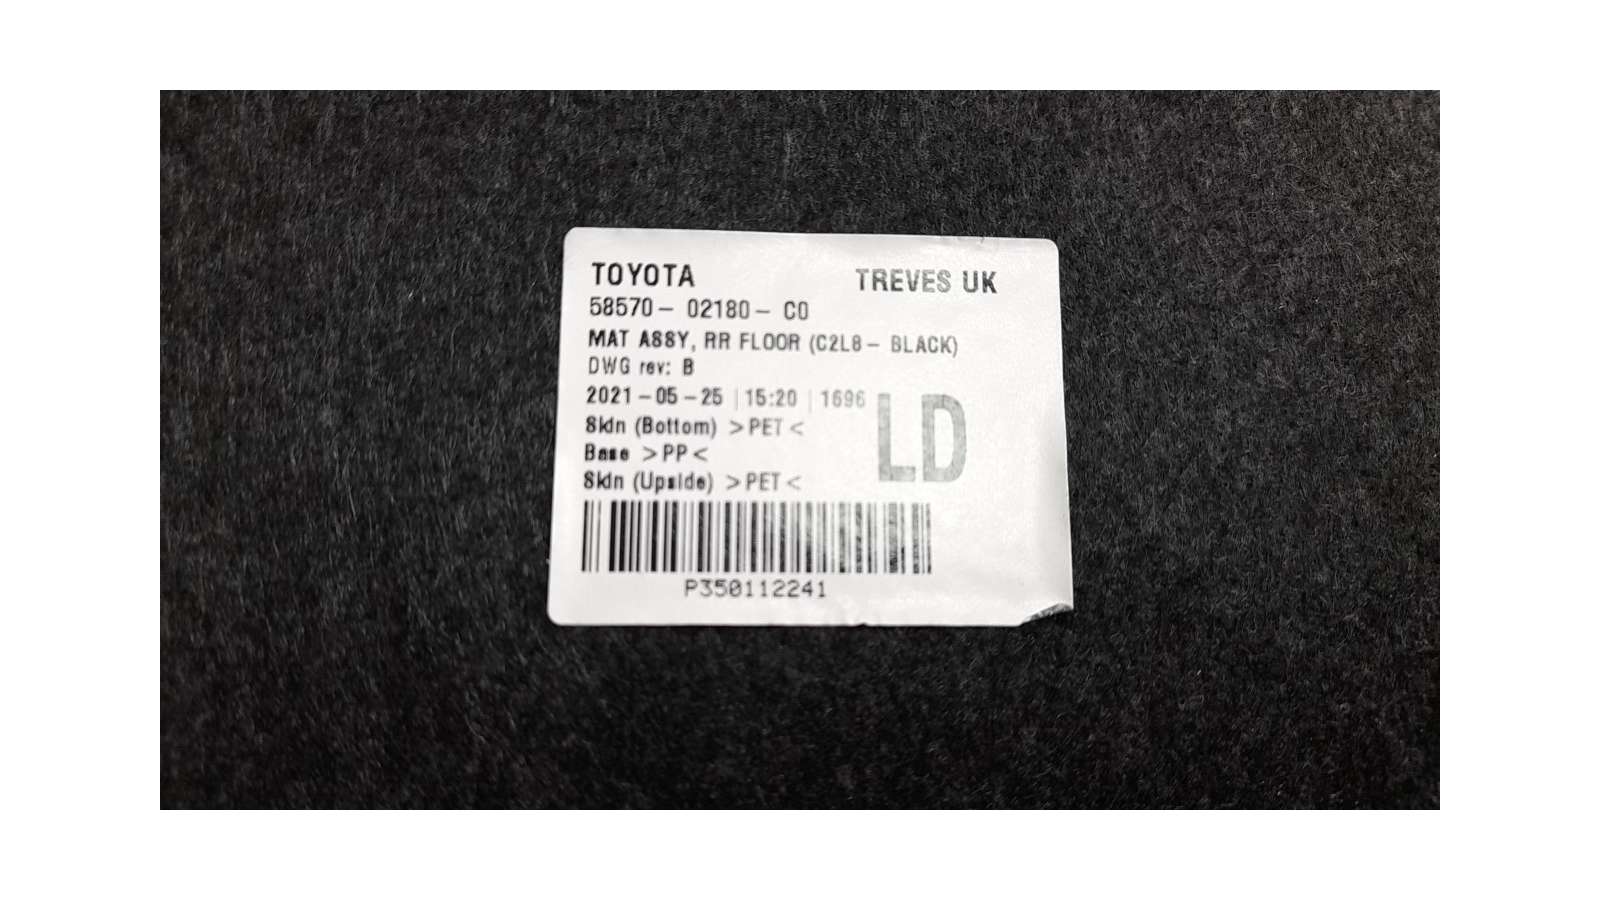 TOYOTA TREVES UK
58570- 02180- C0
MAT ASSY, RR FLOOR (C2L8- BLACK)
DWG rev: B
2021-05-25 |15:20 |1696
LD
Skin (Bottom) >PET<
Base >PP<
Skin (Upside) >PET<
P350112241